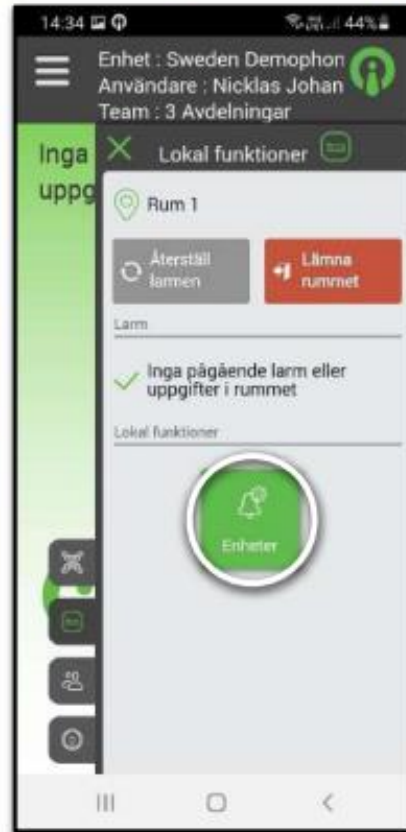 14:34 44%
Enhet : Sweden Demophon
Användare : Nicklas Johan
Team : 3 Avdelningar
Inga
uppg
Lokal funktioner
Rum 1
Återställ
larmen
Lämna
rummet
Larm
Inga pågående larm eller
uppgifter i rummet
Lokal funktioner
Enheter